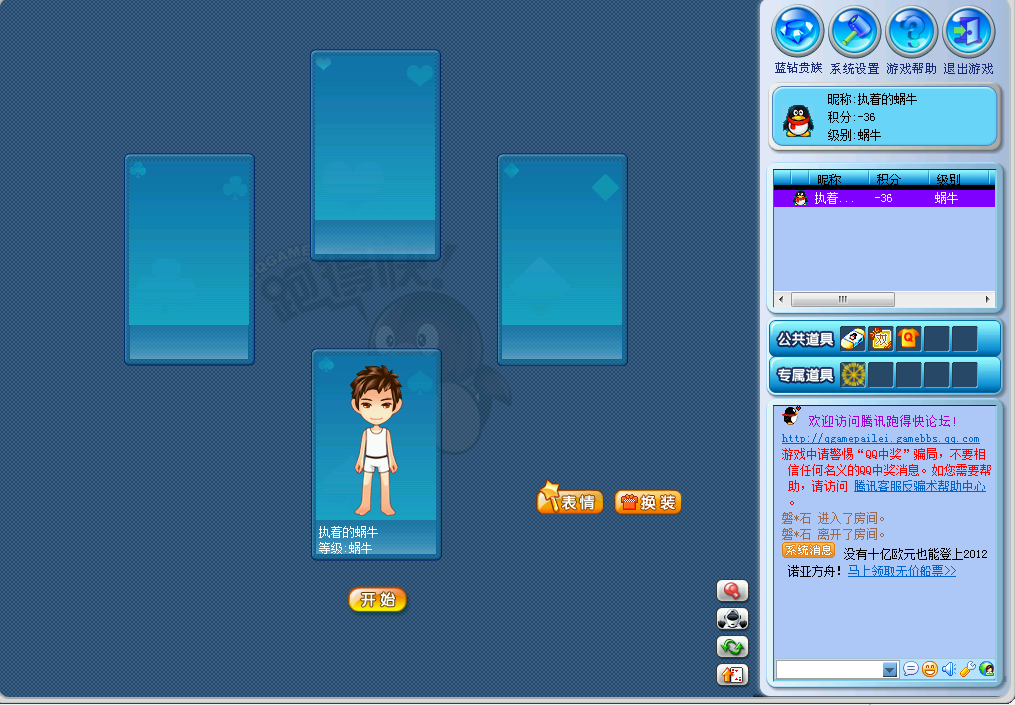 蓝钻贵族 系统设置 游戏帮助 退出游戏
昵称:执着的蜗牛
积分:-36
级别:蜗牛
昵称 积分 级别
执着... -36 蜗牛
QQGAME
跑得快!
公共道具
专属道具
欢迎访问腾讯跑得快论坛!
http://qgamepailei.gamebbs.qq.com
游戏中请警惕“QQ中奖”骗局，不要相
信任何名义的QQ中奖消息。如您需要帮
助，请访问 腾讯客服反骗术帮助中心
。
磐*石 进入了房间。
磐*石 离开了房间。
系统消息 没有十亿欧元也能登上2012
诺亚方舟! 马上领取无价船票>>
表情 换装
执着的蜗牛
等级:蜗牛
开始